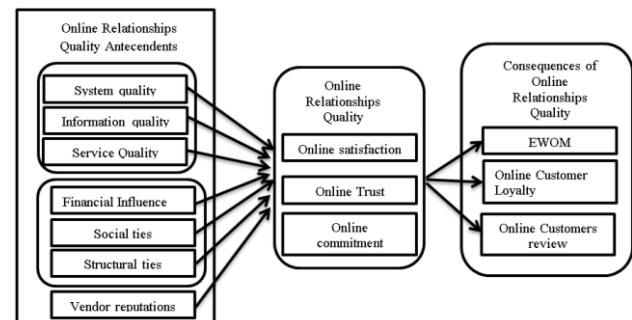 Online Relationships
Quality Antecendents
System quality
Information quality
Service Quality
Financial Influence
Social ties
Structural ties
Vendor reputations
Online
Relationships
Quality
Online satisfaction
Online Trust
Online
commitment
Consequences of
Online
Relationships
Quality
EWOM
Online Customer
Loyalty
Online Customers
review